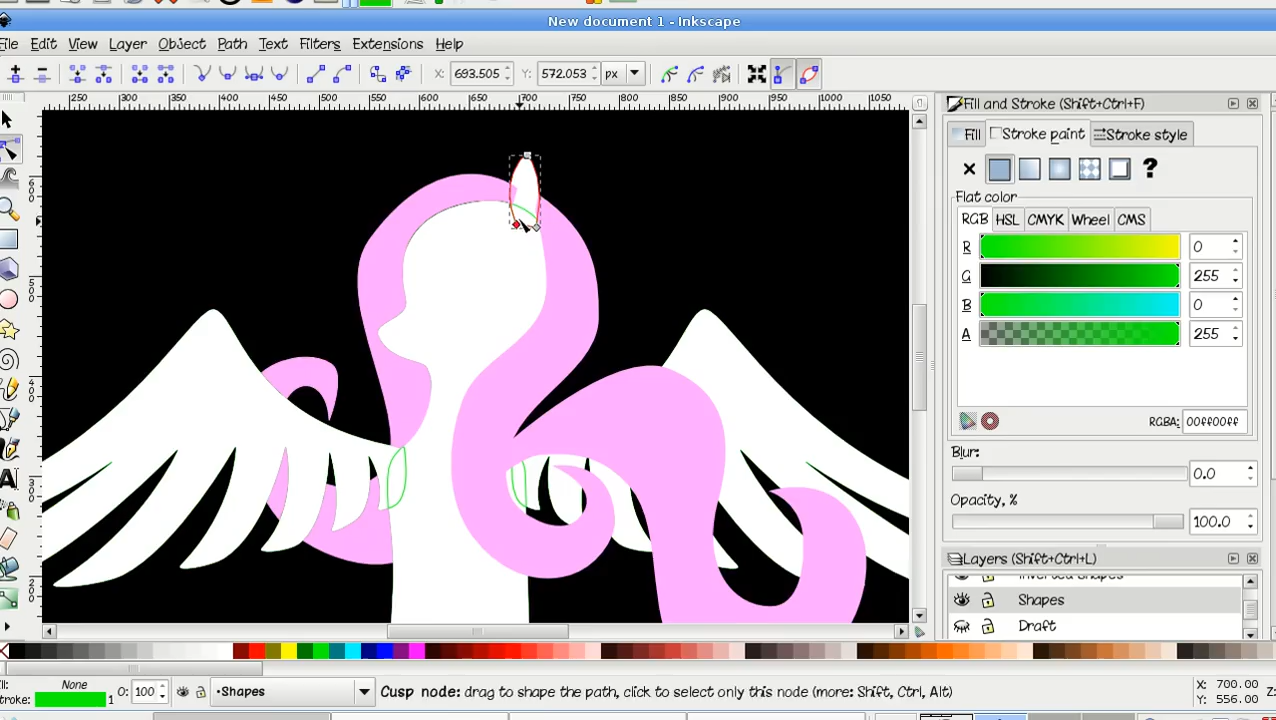 New document 1 - Inkscape
File Edit View Layer Object Path Text Filters Extensions Help
X: 693.505 Y: 572.053 px
250 300 350 400 450 500 550 600 650 700 750 800 850 900 950 1000 1050
Fill and Stroke (Shift+Ctrl+F)
Fill Stroke paint Stroke style
?
Flat color
RGB HSL CMYK Wheel CMS
R 0
G 255
B 0
A 255
RGBA: 00ff00ff
Blur:
0.0
Opacity, %
100.0
Layers (Shift+Ctrl+L)
Inverted Shapes
Shapes
Draft
Fill: None
Stroke: 1
O: 100
•Shapes
Cusp node: drag to shape the path, click to select only this node (more: Shift, Ctrl, Alt)
X: 700.00
Y: 556.00
Z: